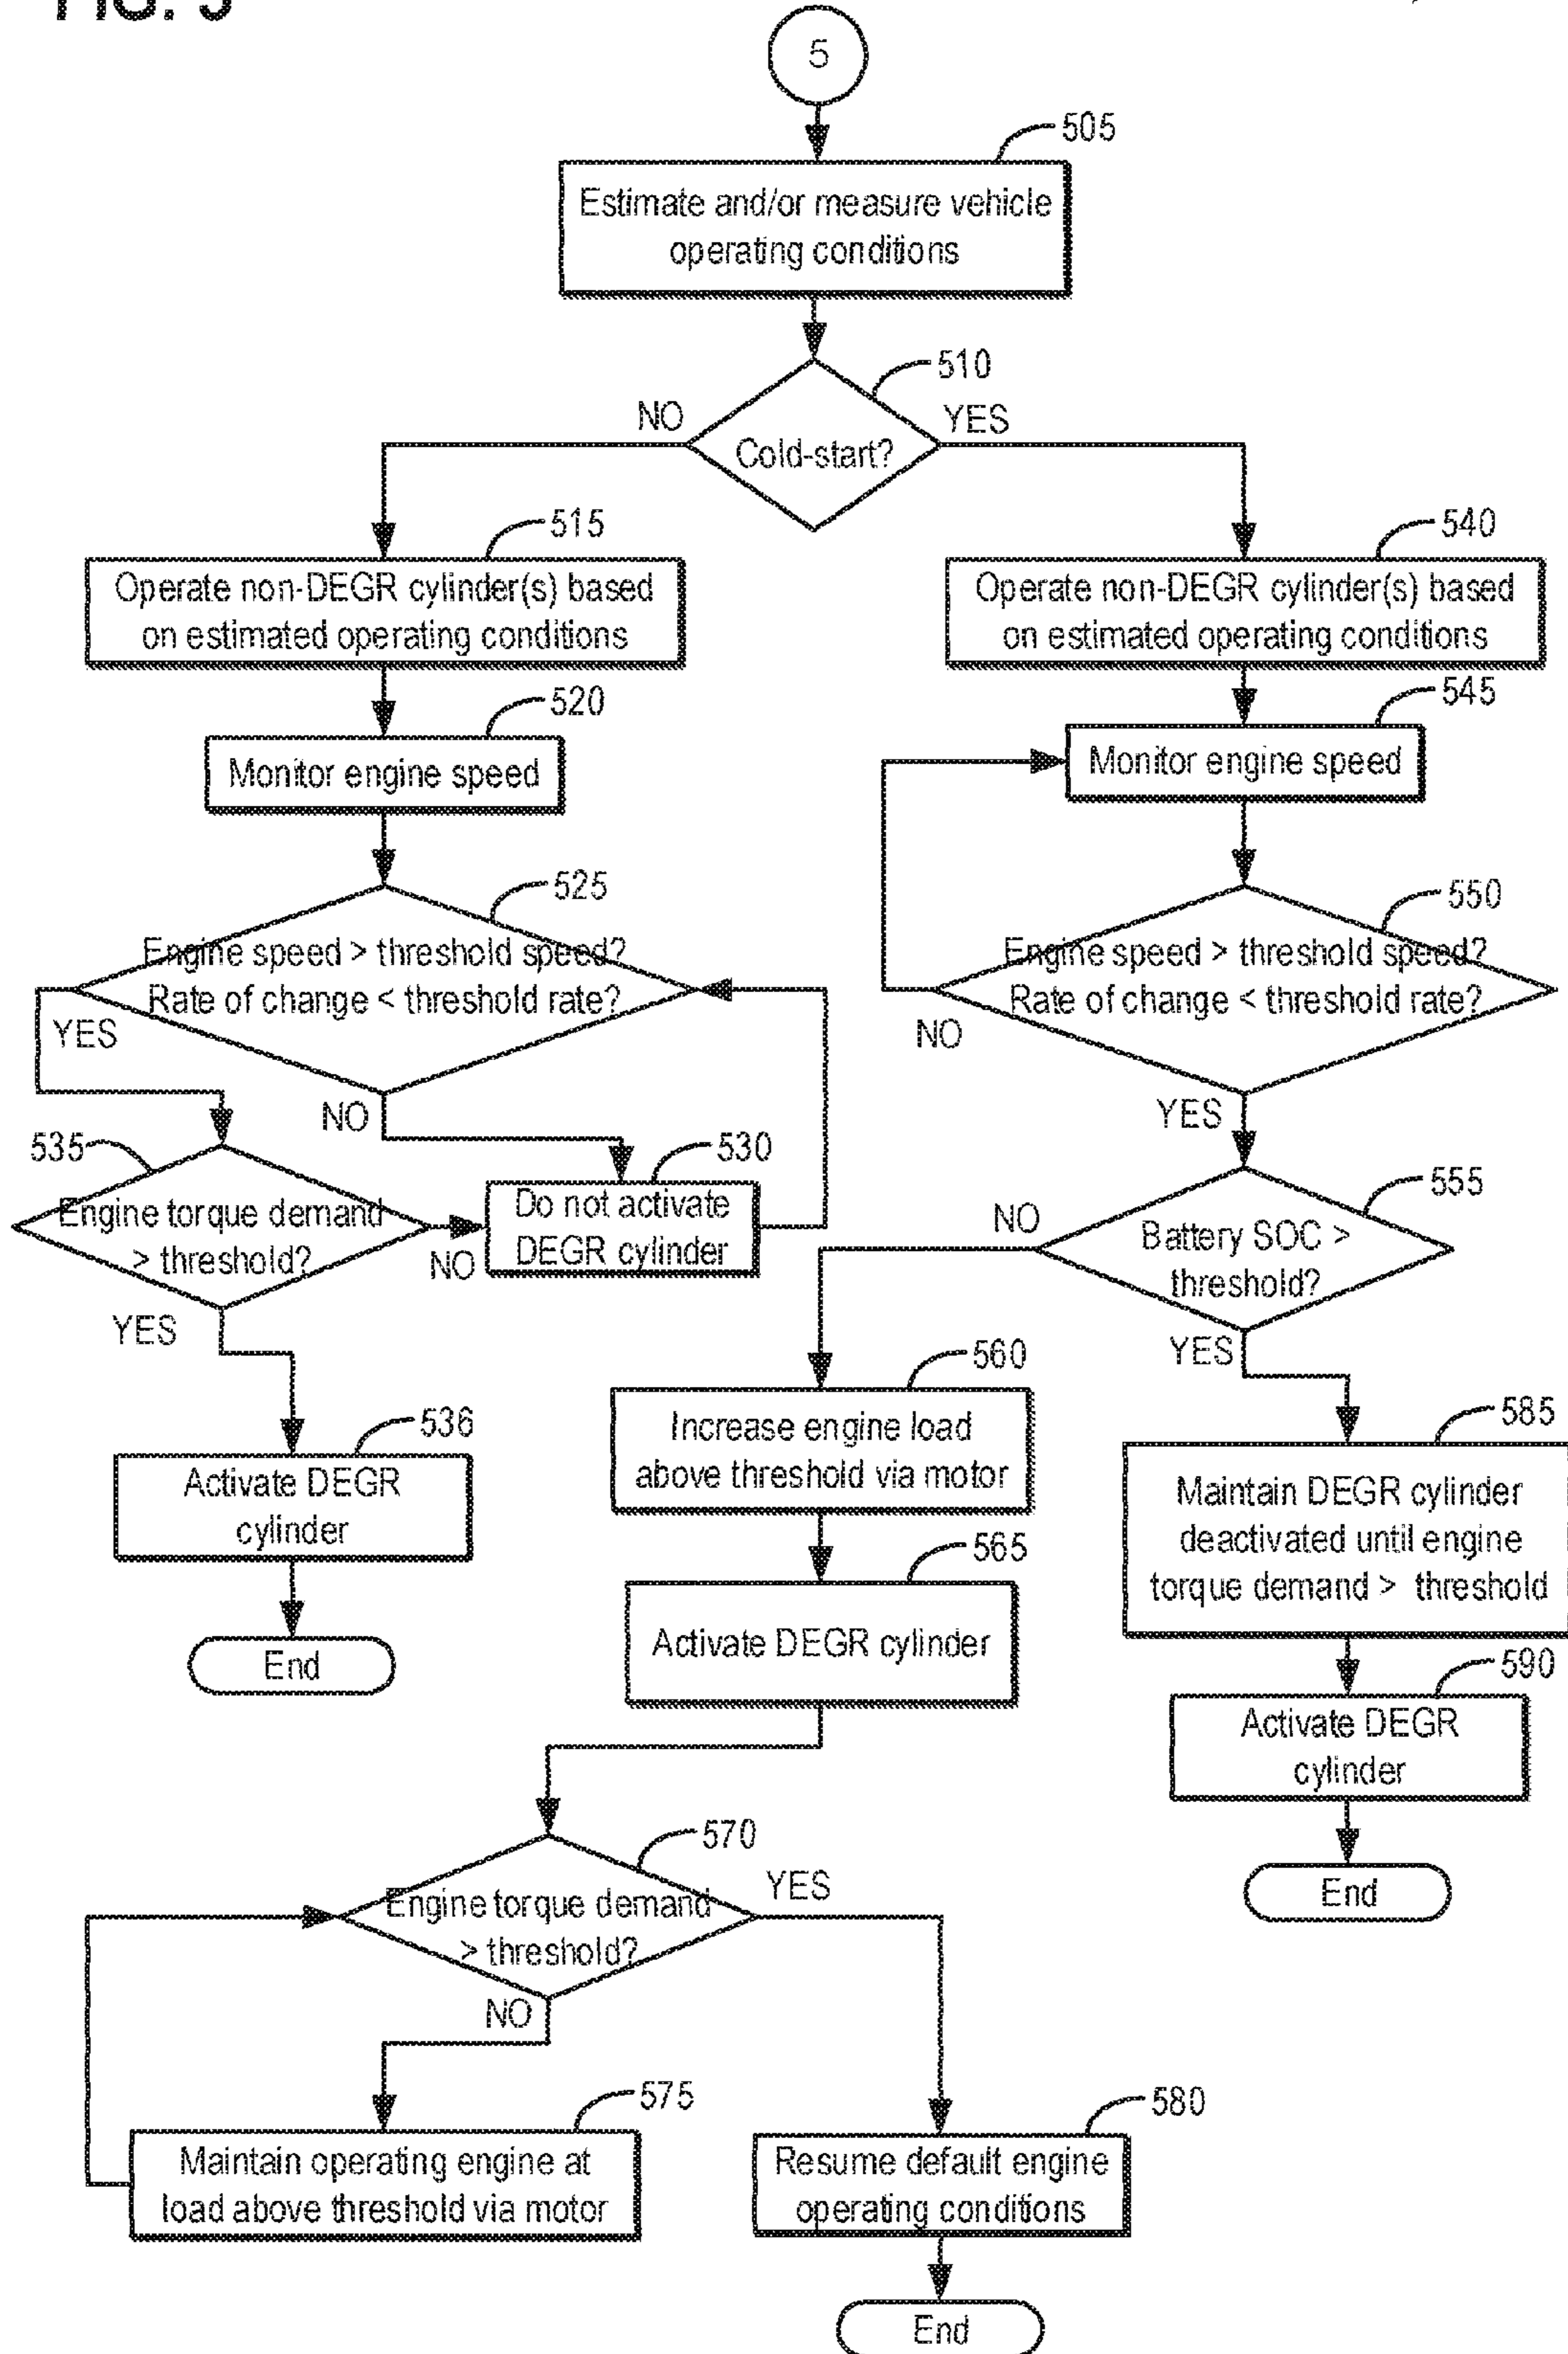 5
505
Estimate and/or measure vehicle
operating conditions
510
NO
YES
Cold-start?
515
Operate non-DEGR cylinder(s) based
on estimated operating conditions
540
Operate non-DEGR cylinder(s) based
on estimated operating conditions
520
Monitor engine speed
545
Monitor engine speed
525
Engine speed > threshold speed?
Rate of change < threshold rate?
YES
NO
550
Engine speed > threshold speed?
Rate of change < threshold rate?
NO
YES
535
Engine torque demand
> threshold?
NO
YES
530
Do not activate
DEGR cylinder
555
NO
Battery SOC >
threshold?
YES
536
Activate DEGR
cylinder
End
560
Increase engine load
above threshold via motor
565
Activate DEGR cylinder
585
Maintain DEGR cylinder
deactivated until engine
torque demand > threshold
590
Activate DEGR
cylinder
End
570
YES
Engine torque demand
> threshold?
NO
575
Maintain operating engine at
load above threshold via motor
580
Resume default engine
operating conditions
End